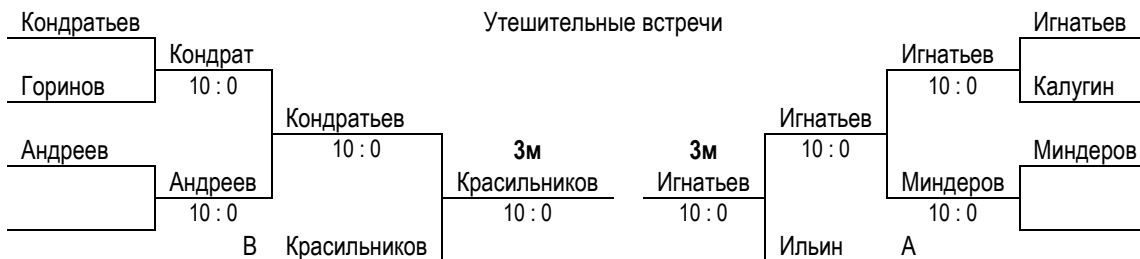 Кондратьев Утешительные встречи Игнатьев
Кондрат Игнатьев
Горинов 10 : 0 10 : 0 Калугин
Кондратьев Игнатьев
Андреев 10 : 0 3м 3м 10 : 0 Миндеров
Андреев Красильников Игнатьев Миндеров
10 : 0 10 : 0 10 : 0 10 : 0
В Красильников Ильин А